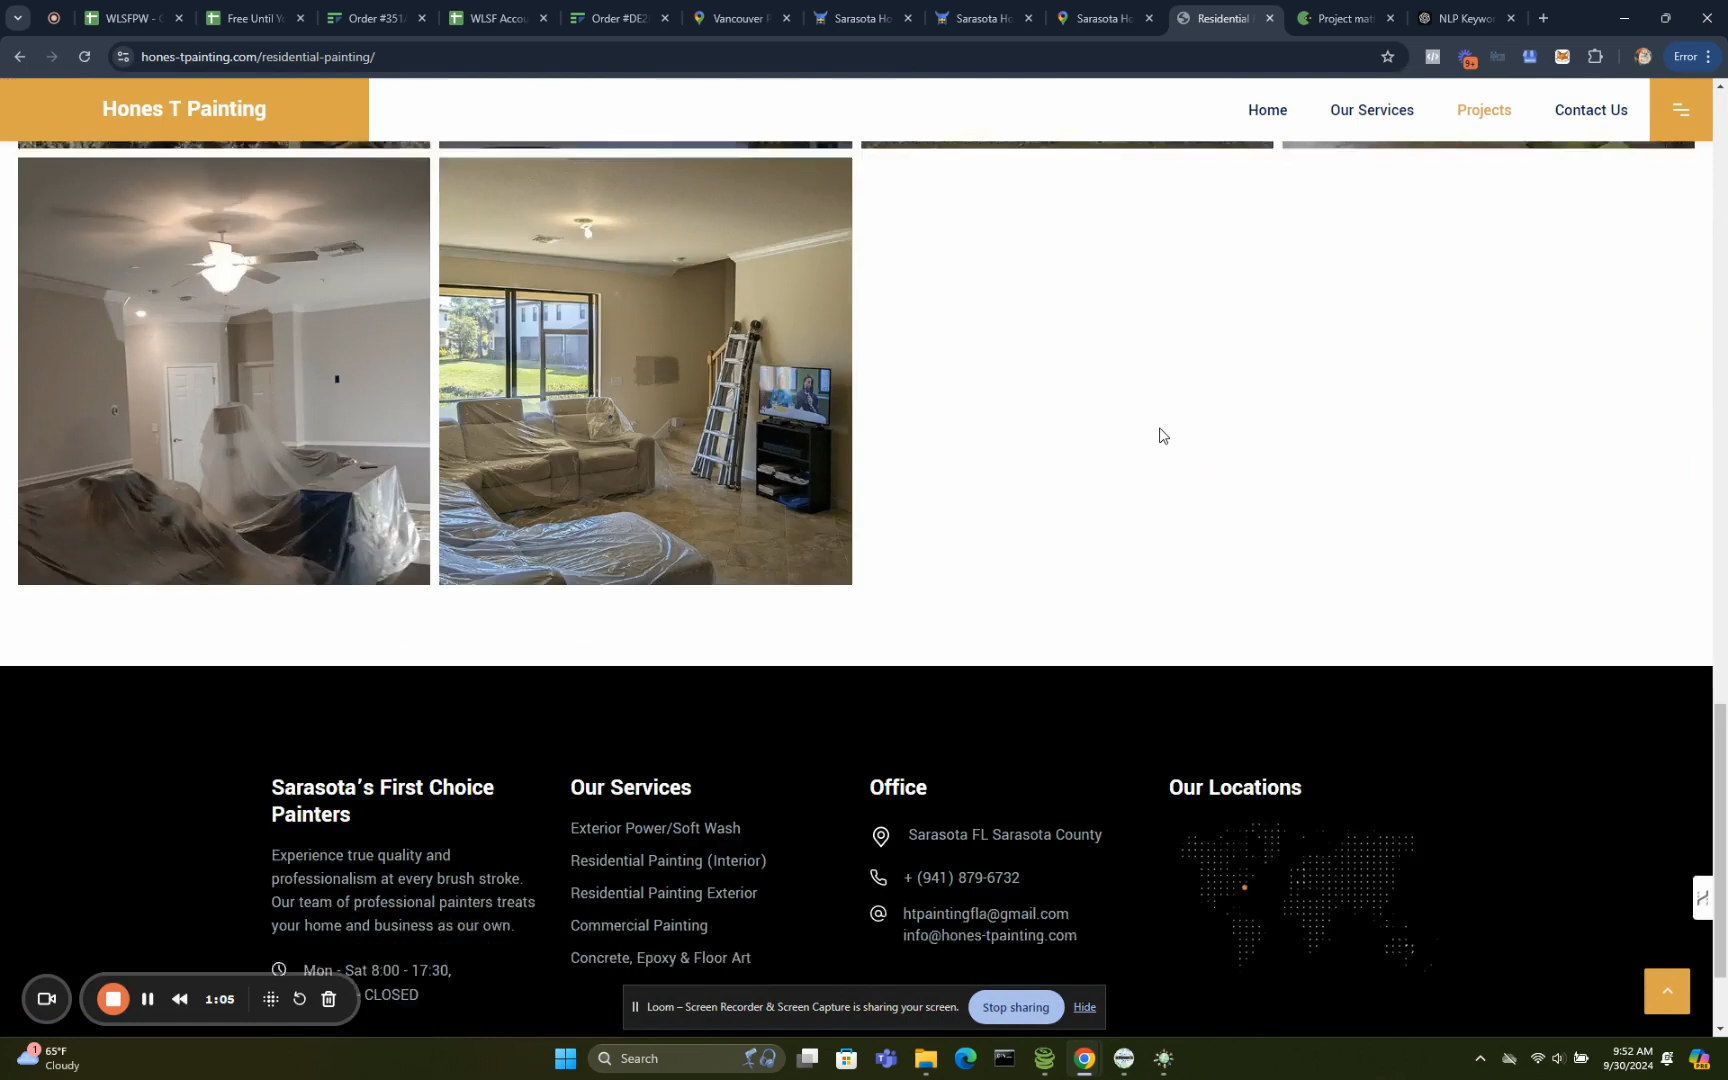 WLSFPW - C
Free Until Yo
Order #351A
WLSF Accou
Order #DE2
Vancouver P
Sarasota Ho
Sarasota Ho
Sarasota Ho
Residential
Project mat
NLP Keywor
hones-tpainting.com/residential-painting/
9+
Error
Hones T Painting
Home
Our Services
Projects
Contact Us
Sarasota's First Choice
Painters
Experience true quality and
professionalism at every brush stroke.
Our team of professional painters treats
your home and business as our own.
Mon - Sat 8:00 - 17:30,
CLOSED
Our Services
Exterior Power/Soft Wash
Residential Painting (Interior)
Residential Painting Exterior
Commercial Painting
Concrete, Epoxy & Floor Art
Office
Sarasota FL Sarasota County
+ (941) 879-6732
htpaintingfla@gmail.com
info@hones-tpainting.com
Our Locations
1:05
Loom – Screen Recorder & Screen Capture is sharing your screen.
Stop sharing
Hide
1
65°F
Cloudy
Search
9:52 AM
9/30/2024
PRE